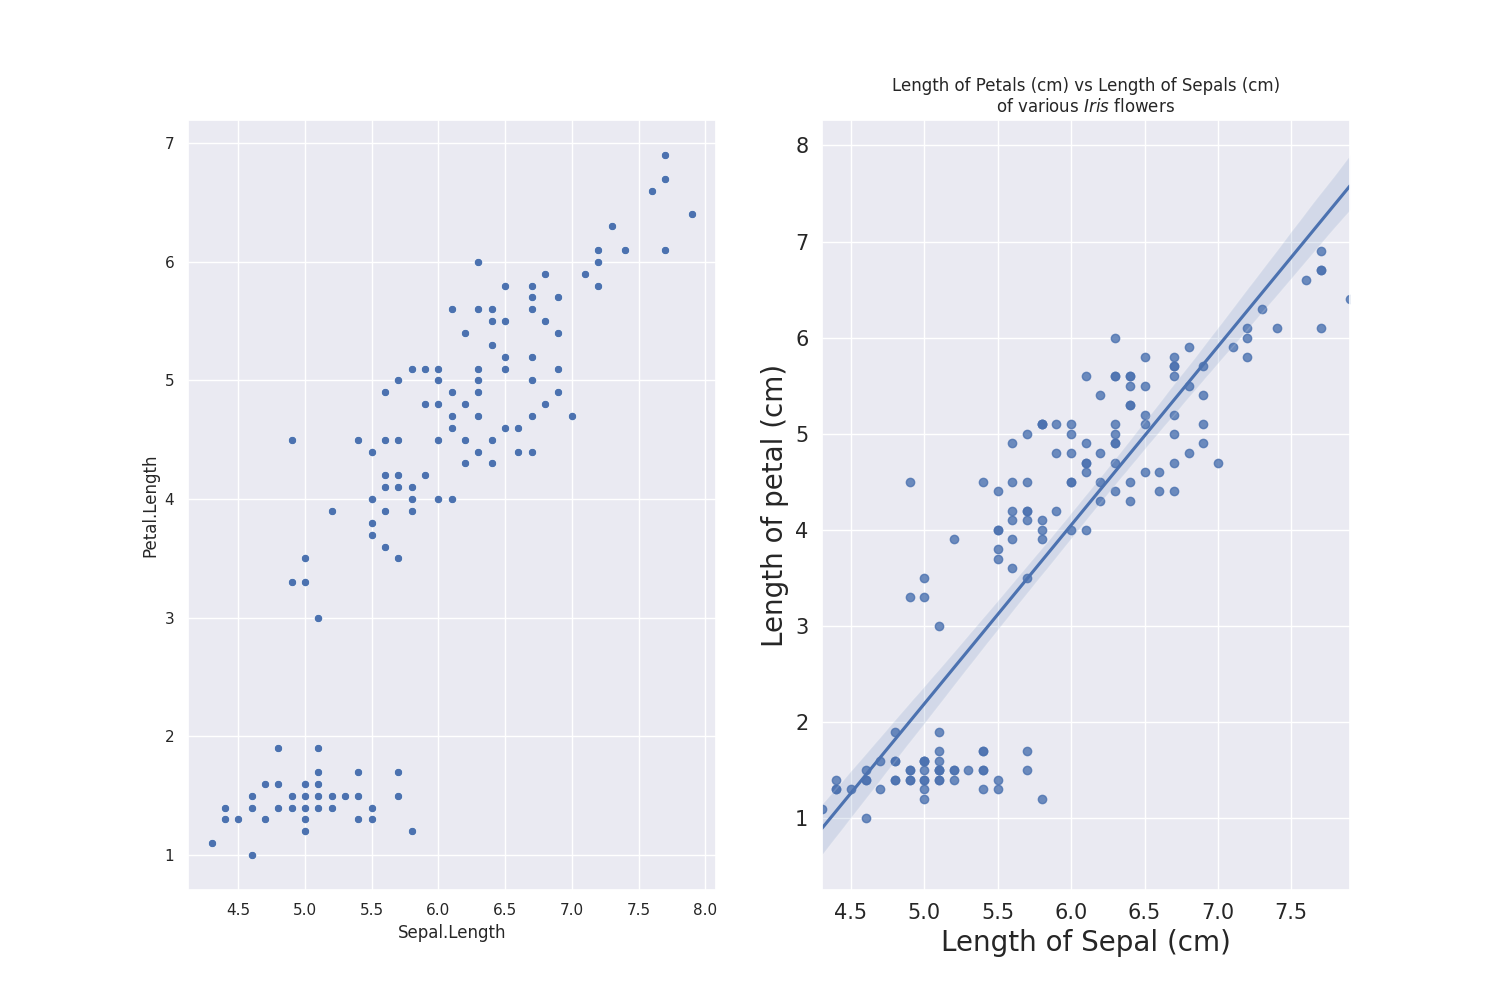 7
6
5
4
3
2
1
Petal.Length
4.5 5.0 5.5 6.0 6.5 7.0 7.5 8.0
Sepal.Length
Length of Petals (cm) vs Length of Sepals (cm)
of various Iris flowers
8
7
6
5
4
3
2
1
Length of petal (cm)
4.5 5.0 5.5 6.0 6.5 7.0 7.5
Length of Sepal (cm)